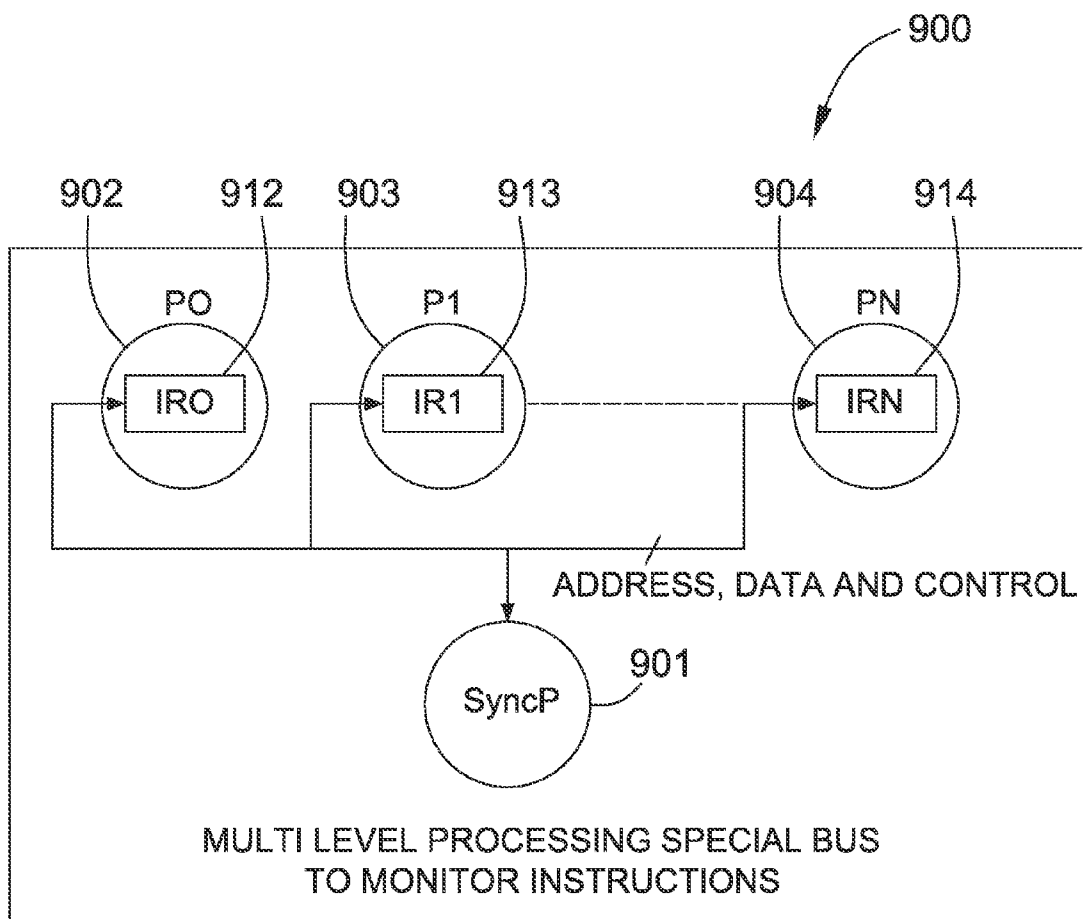 900
902 912 903 913 904 914
PO P1 PN
IRO IR1 IRN
ADDRESS, DATA AND CONTROL
901
SyncP
MULTI LEVEL PROCESSING SPECIAL BUS
TO MONITOR INSTRUCTIONS